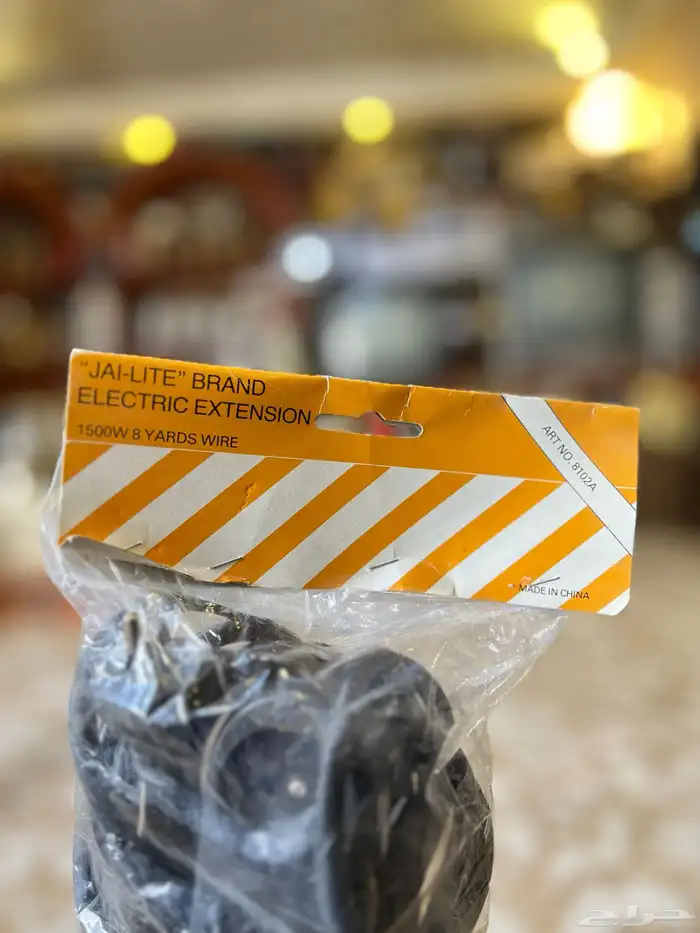 "JAI-LITE" BRAND
ELECTRIC EXTENSION
1500W 8 YARDS WIRE
ART NO. 8102A
MADE IN CHINA
حراج